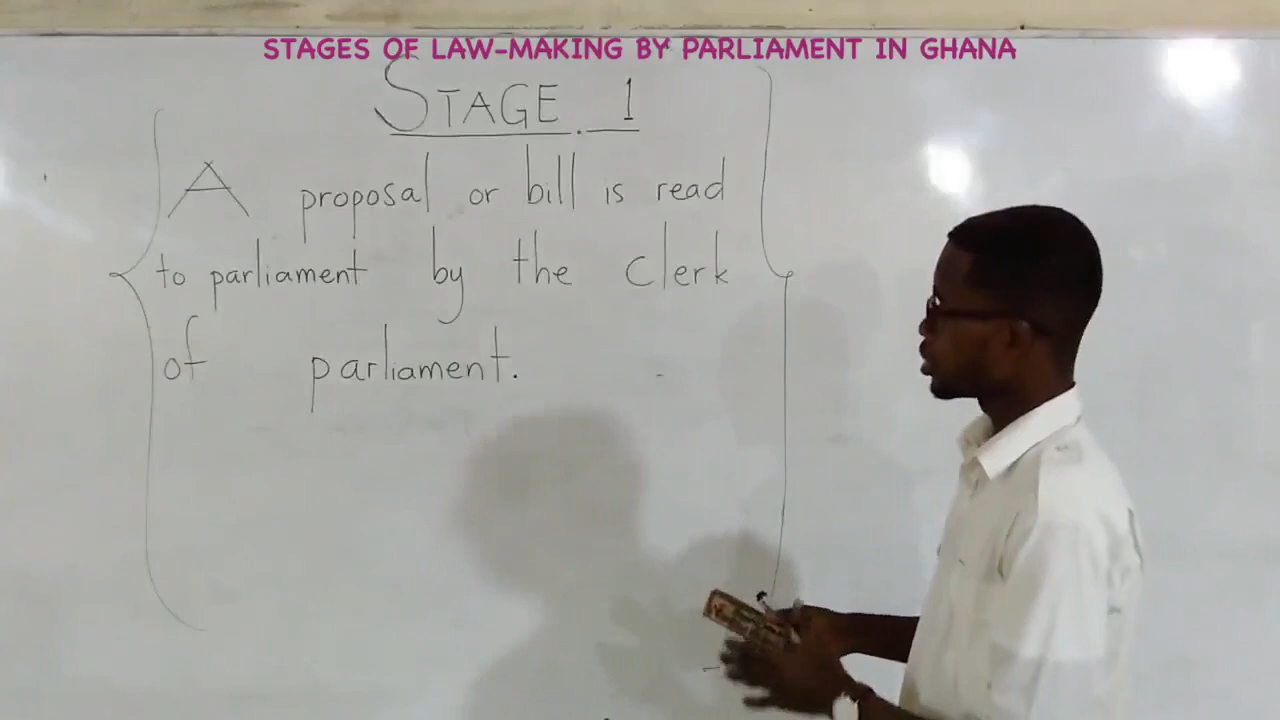 STAGES OF LAW-MAKING BY PARLIAMENT IN GHANA
STAGE. 1
A proposal or bill is read
to parliament by the Clerk
of parliament.